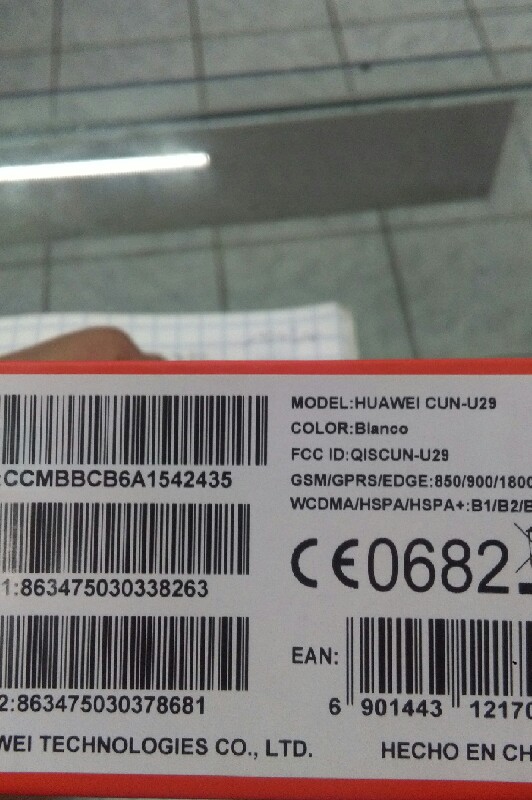 MODEL:HUAWEI CUN-U29
COLOR:Blanco
FCC ID:QISCUN-U29
:CCMBBCB6A1542435
GSM/GPRS/EDGE:850/900/1800
WCDMA/HSPA/HSPA+:B1/B2/
1:863475030338263
CE0682
2:863475030378681
EAN:
6 901443 12170
WEI TECHNOLOGIES CO., LTD.
HECHO EN CH